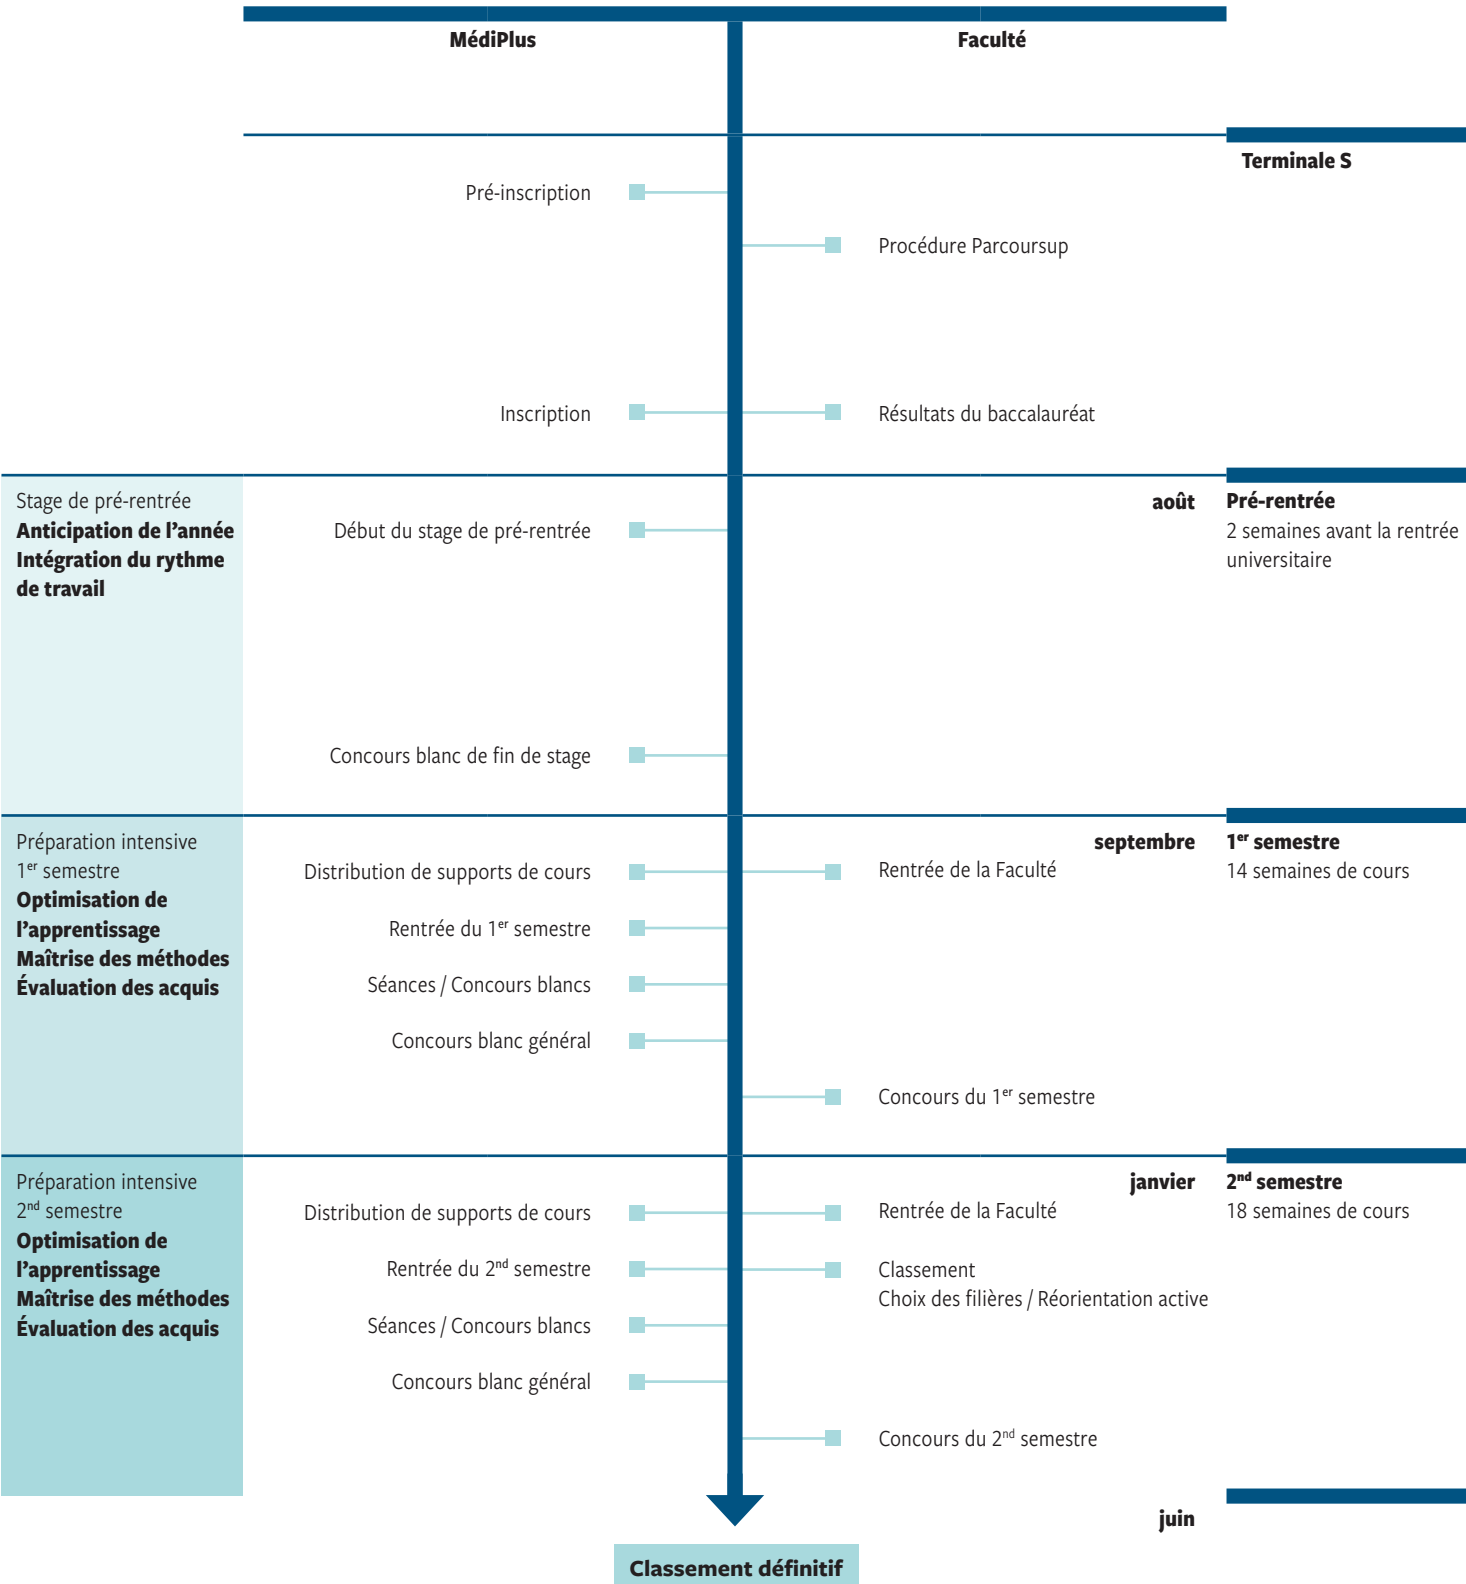 MédiPlus
Faculté
Terminale S
Pré-inscription
Procédure Parcoursup
Inscription
Résultats du baccalauréat
Stage de pré-rentrée
Anticipation de l’année
Intégration du rythme
de travail
Début du stage de pré-rentrée
août
Pré-rentrée
2 semaines avant la rentrée
universitaire
Concours blanc de fin de stage
Préparation intensive
1er semestre
Optimisation de
l’apprentissage
Maîtrise des méthodes
Évaluation des acquis
Distribution de supports de cours
Rentrée du 1er semestre
Séances / Concours blancs
Concours blanc général
septembre
Rentrée de la Faculté
1er semestre
14 semaines de cours
Concours du 1er semestre
Préparation intensive
2nd semestre
Optimisation de
l’apprentissage
Maîtrise des méthodes
Évaluation des acquis
Distribution de supports de cours
Rentrée du 2nd semestre
Séances / Concours blancs
Concours blanc général
janvier
Rentrée de la Faculté
2nd semestre
18 semaines de cours
Classement
Choix des filières / Réorientation active
Concours du 2nd semestre
juin
Classement définitif